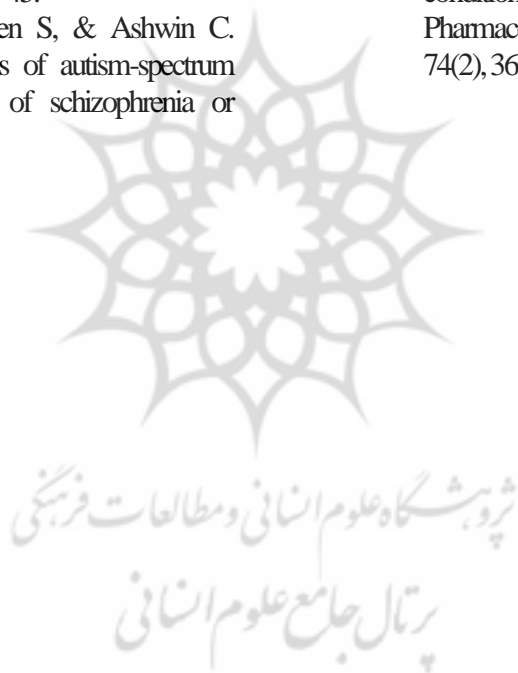 45.
en S, & Ashwin C.
s of autism-spectrum
of schizophrenia or
condition
Pharmac
74(2), 36
پژوهشگاه علوم انسانی و مطالعات فرهنگی
پرتال جامع علوم انسانی